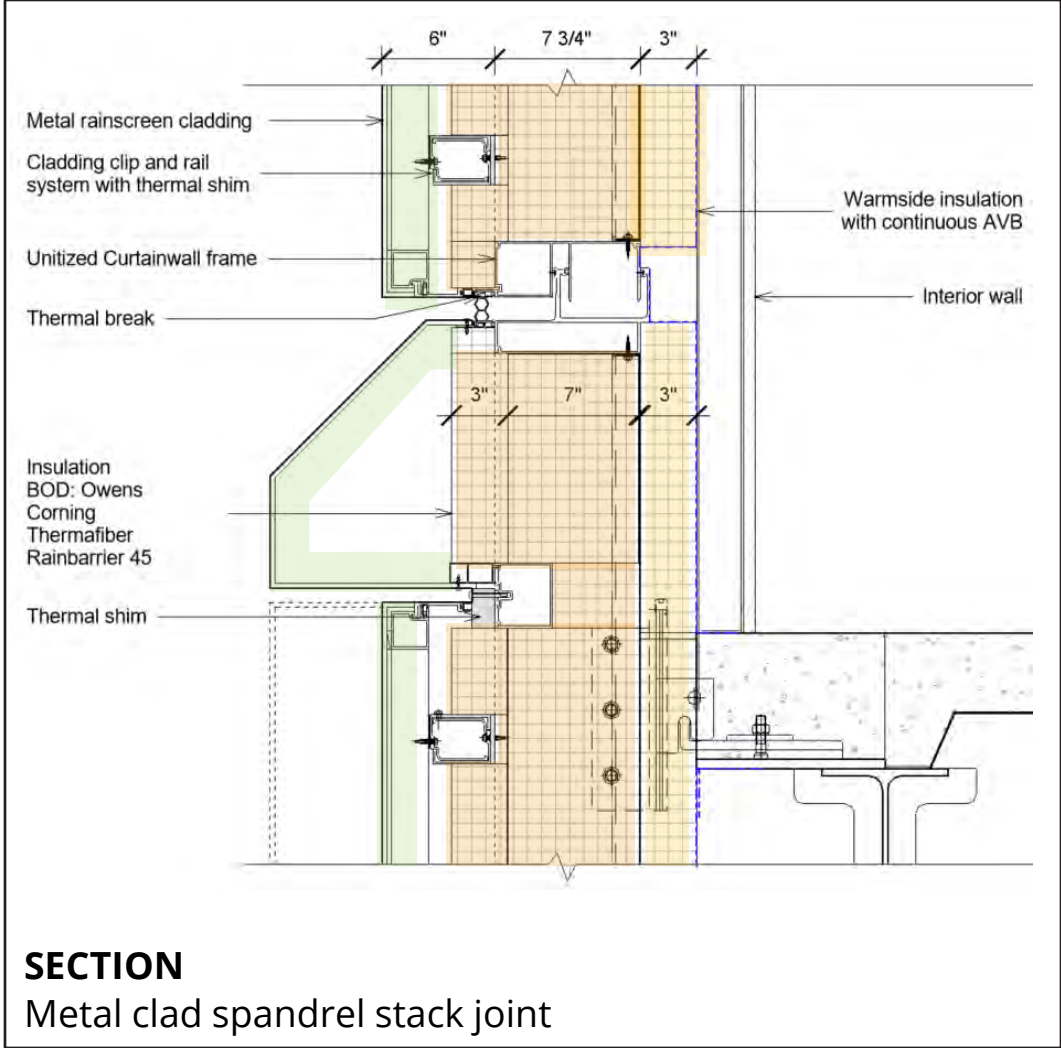 6" 7 3/4" 3"
Metal rainscreen cladding
Cladding clip and rail
system with thermal shim
Warmside insulation
with continuous AVB
Unitized Curtainwall frame
Interior wall
Thermal break
3" 7" 3"
Insulation
BOD: Owens
Corning
Thermafiber
Rainbarrier 45
Thermal shim
SECTION
Metal clad spandrel stack joint